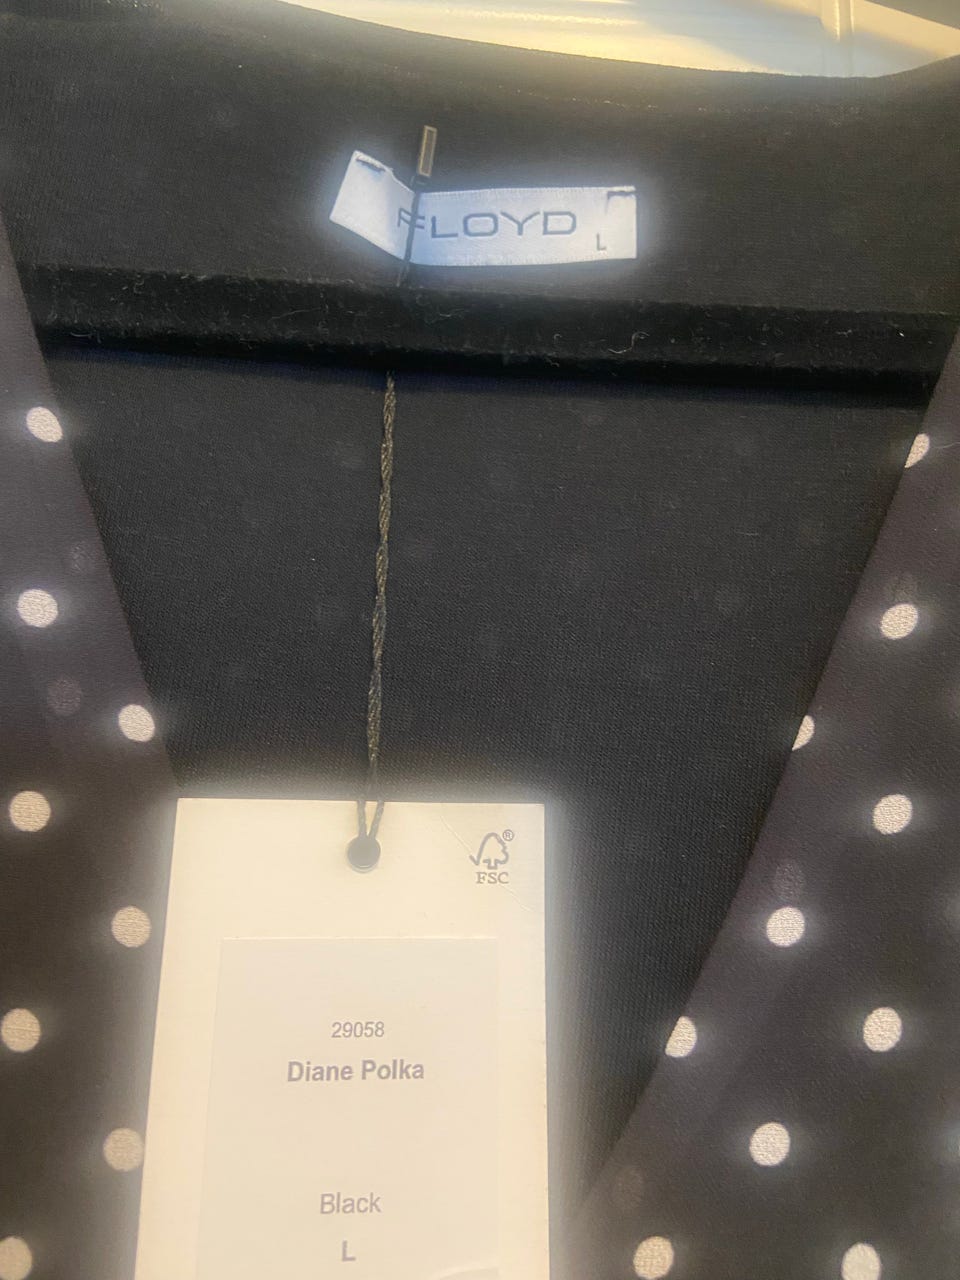 FLOYD
L
FSC®
29058
Diane Polka
Black
L